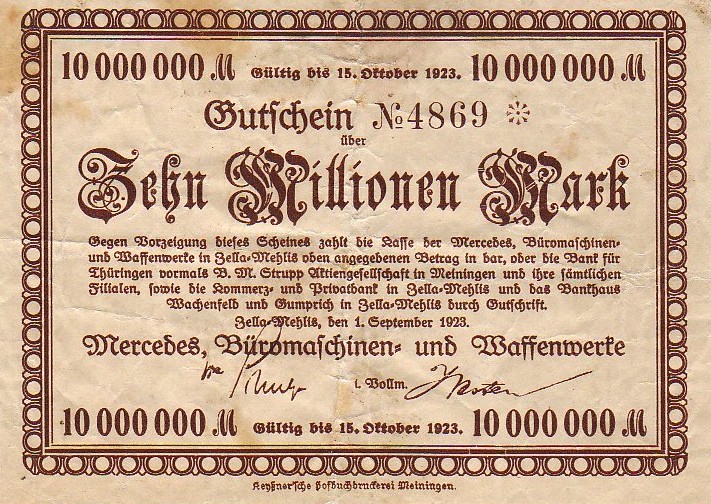 10 000 000 M Gültig bis 15. Oktober 1923. 10 000 000 M
Gutschein № 4869 *
über
Zehn Millionen Mark
Gegen Vorzeigung dieses Scheines zahlt die Kasse der Mercedes, Büromaschinen-
und Waffenwerke in Zella-Mehlis oben angegebenen Betrag in bar, oder die Bank für
Thüringen vormals B. M. Strupp Aktiengesellschaft in Meiningen und ihre sämtlichen
Filialen, sowie die Kommerz- und Privatbank in Zella-Mehlis und das Bankhaus
Wachenfeld und Gumprich in Zella-Mehlis durch Gutschrift.
Zella-Mehlis, den 1. September 1923.
Mercedes, Büromaschinen- und Waffenwerke
i. Vollm.
10 000 000 M Gültig bis 15. Oktober 1923. 10 000 000 M
Keyßner'sche Hofbuchdruckerei Meiningen.